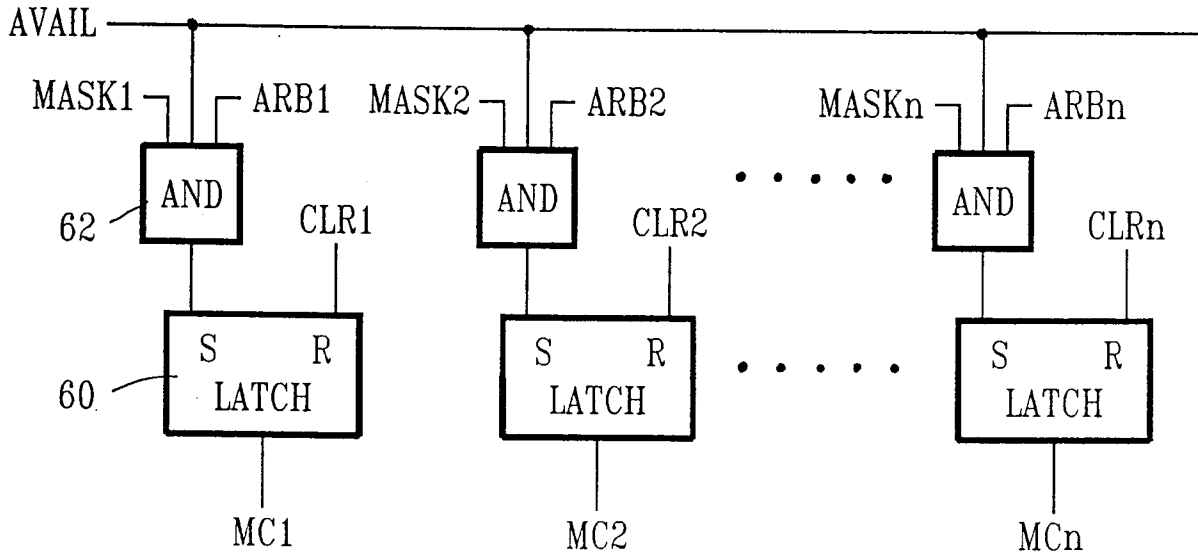 AVAIL
MASK1 ARB1 MASK2 ARB2 MASKn ARBn
AND AND AND
62 CLR1 CLR2 CLRn
S R S R S R
LATCH LATCH LATCH
60
MC1 MC2 MCn